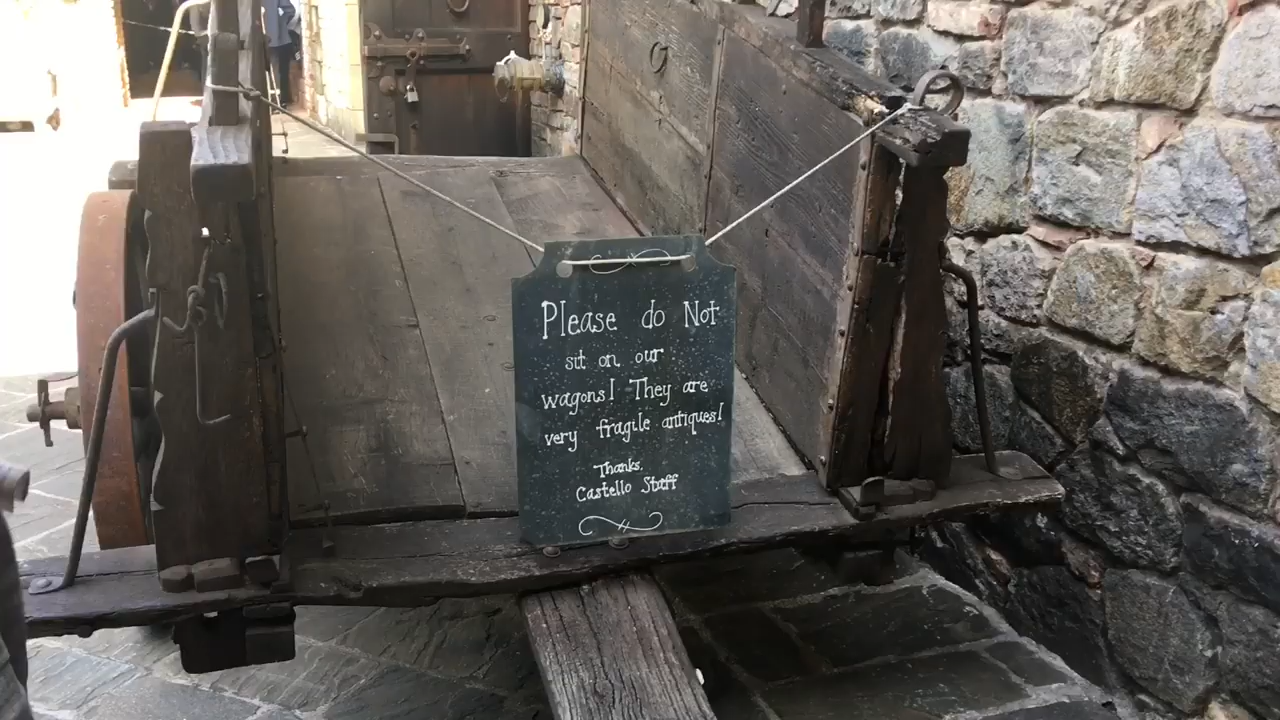 Please do Not
sit on our
wagons! They are
very fragile antiques!
Thanks,
Castello Staff